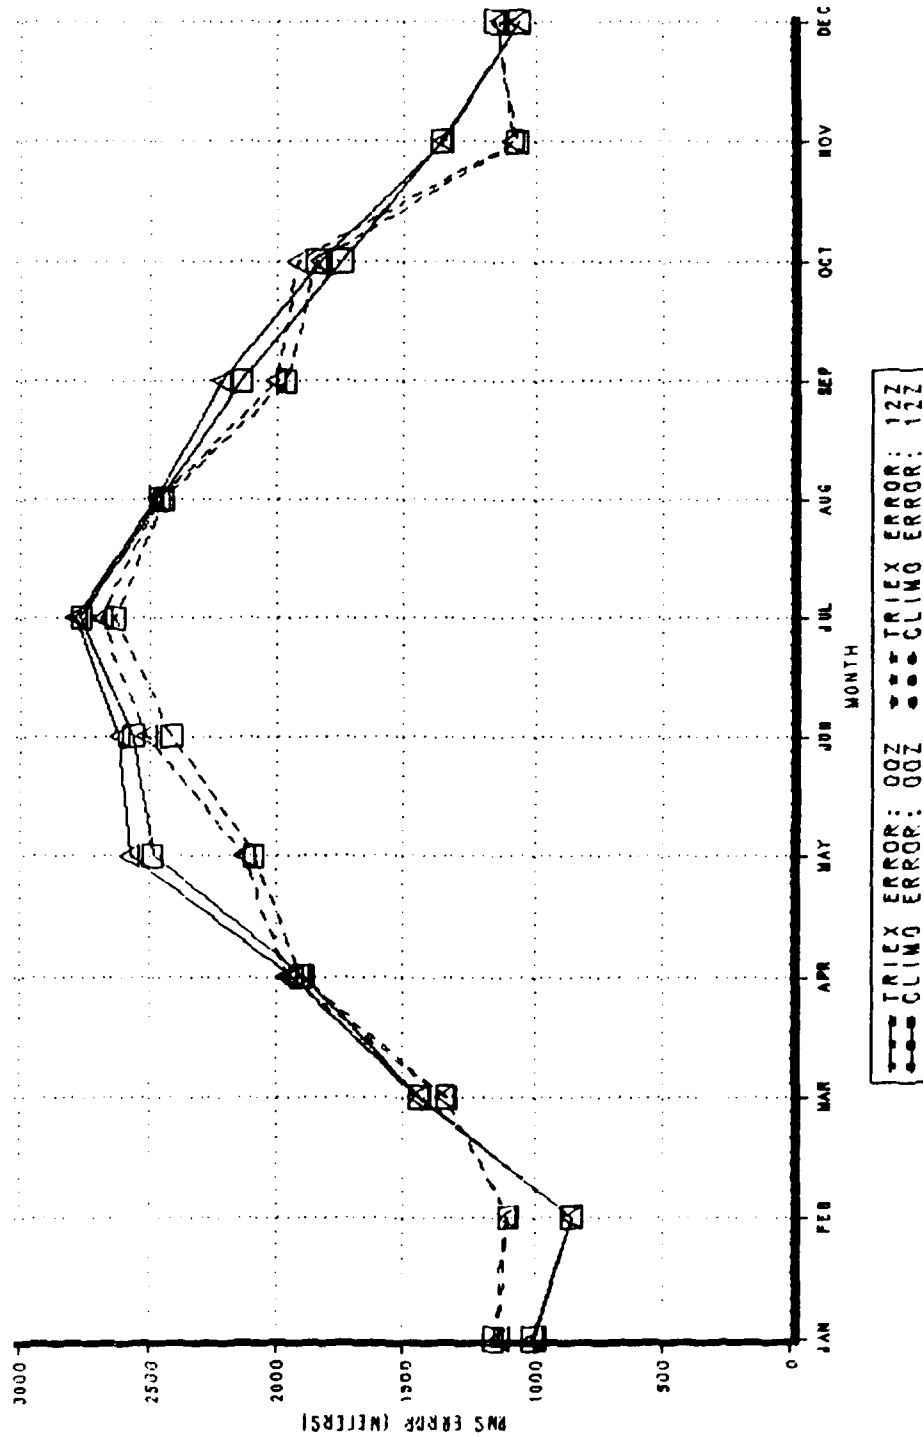 3000
2500
2000
1500
1000
500
0
RMS ERROR (METERS)
JAN FEB MAR APR MAY JUN JUL AUG SEP OCT NOV DEC
MONTH
TRIEX ERROR: 00Z TRIEX ERROR: 12Z
CLIMO ERROR: 00Z CLIMO ERROR: 12Z